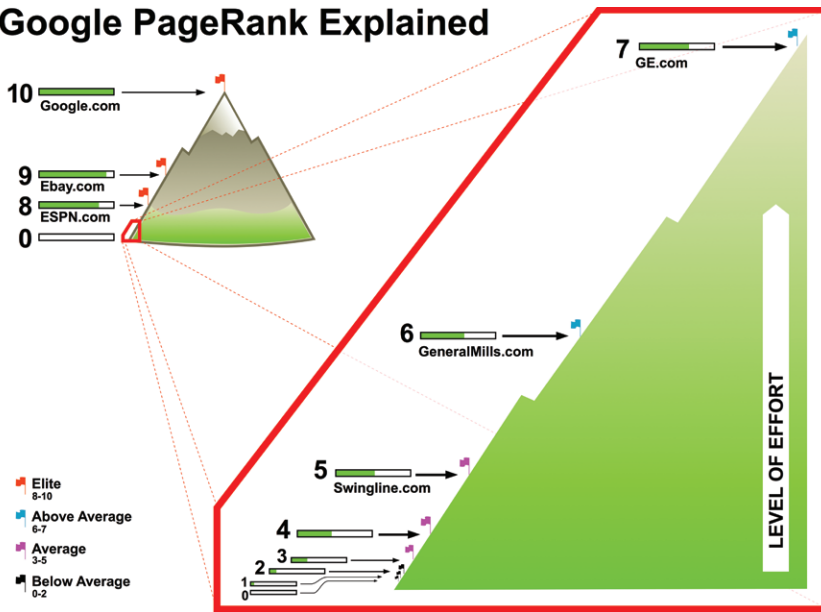 Google PageRank Explained
10
Google.com
9
Ebay.com
8
ESPN.com
0
7
GE.com
6
GeneralMills.com
5
Swingline.com
4
3
2
1
0
LEVEL OF EFFORT
Elite
8-10
Above Average
6-7
Average
3-5
Below Average
0-2